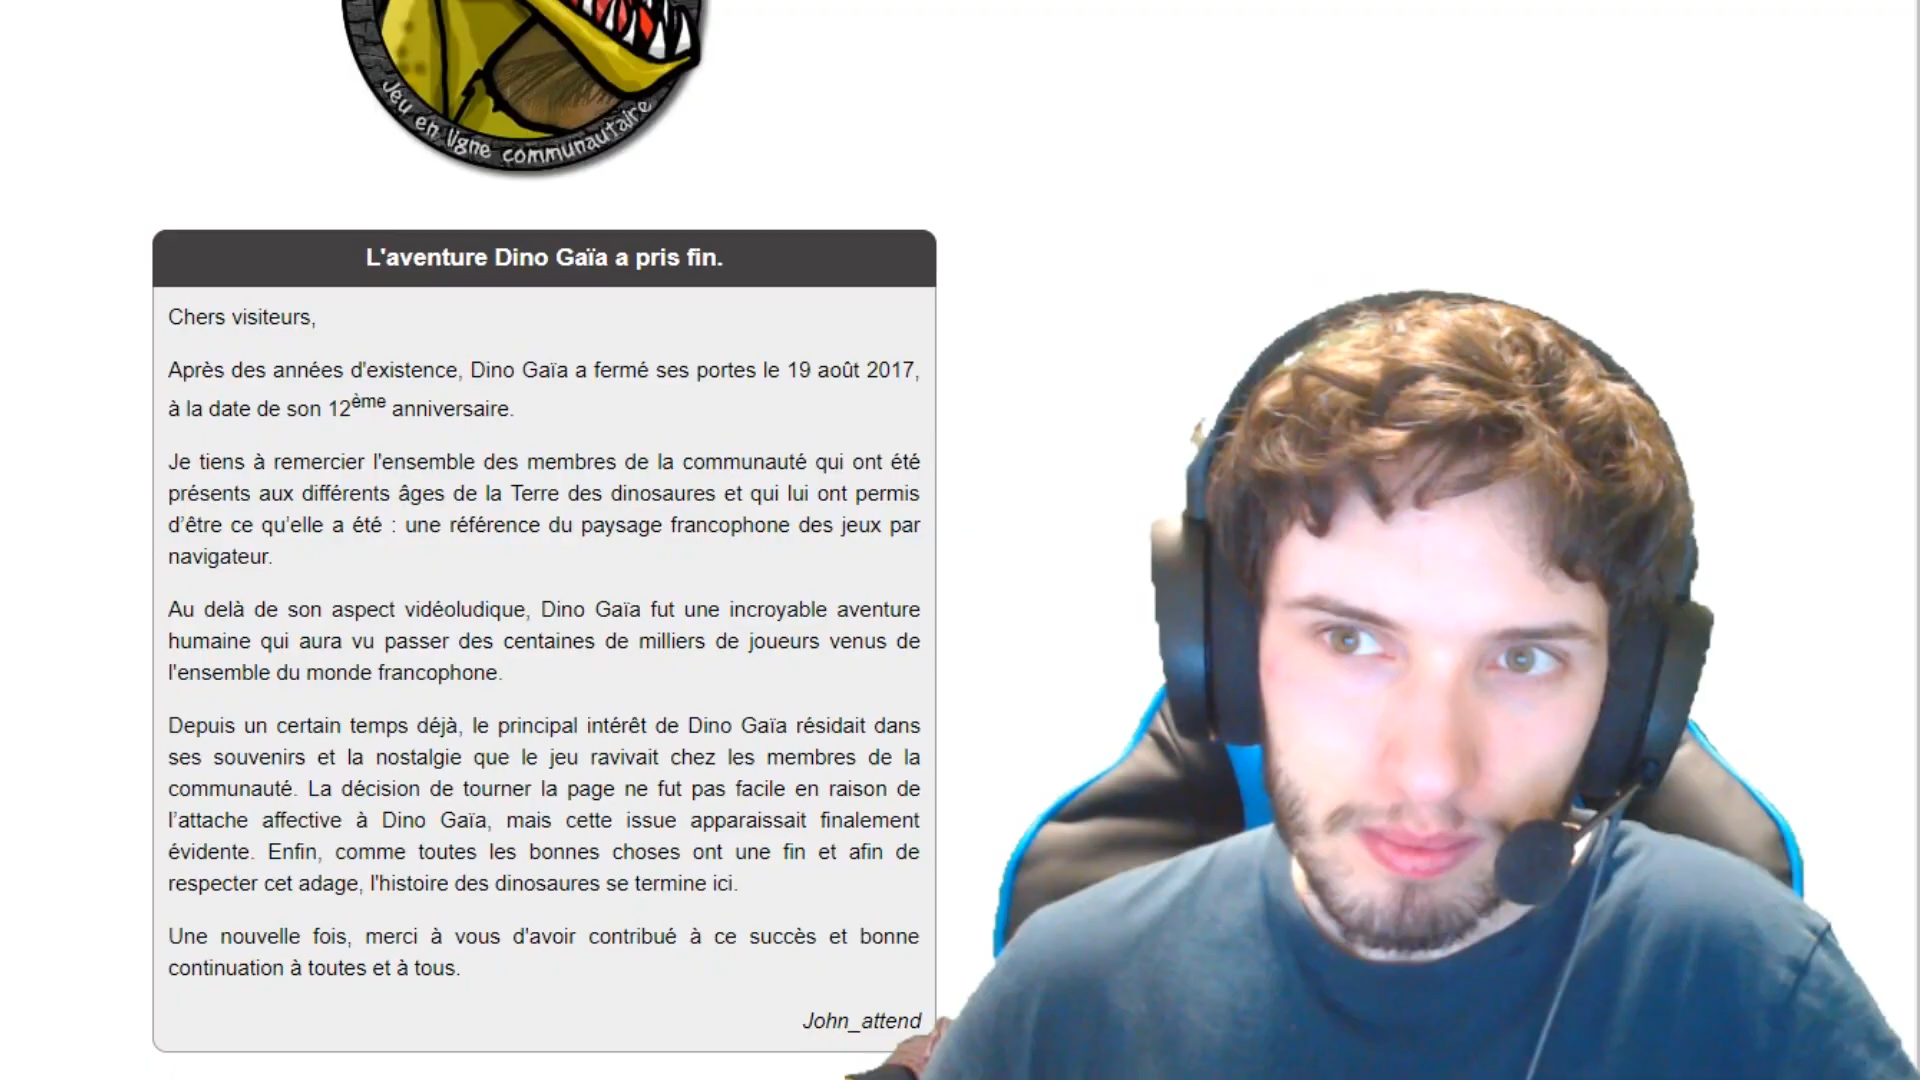 Jeu en ligne communautaire
L'aventure Dino Gaïa a pris fin.
Chers visiteurs,
Après des années d'existence, Dino Gaïa a fermé ses portes le 19 août 2017,
à la date de son 12ème anniversaire.
Je tiens à remercier l'ensemble des membres de la communauté qui ont été
présents aux différents âges de la Terre des dinosaures et qui lui ont permis
d’être ce qu’elle a été : une référence du paysage francophone des jeux par
navigateur.
Au delà de son aspect vidéoludique, Dino Gaïa fut une incroyable aventure
humaine qui aura vu passer des centaines de milliers de joueurs venus de
l'ensemble du monde francophone.
Depuis un certain temps déjà, le principal intérêt de Dino Gaïa résidait dans
ses souvenirs et la nostalgie que le jeu ravivait chez les membres de la
communauté. La décision de tourner la page ne fut pas facile en raison de
l’attache affective à Dino Gaïa, mais cette issue apparaissait finalement
évidente. Enfin, comme toutes les bonnes choses ont une fin et afin de
respecter cet adage, l'histoire des dinosaures se termine ici.
Une nouvelle fois, merci à vous d'avoir contribué à ce succès et bonne
continuation à toutes et à tous.
John_attend